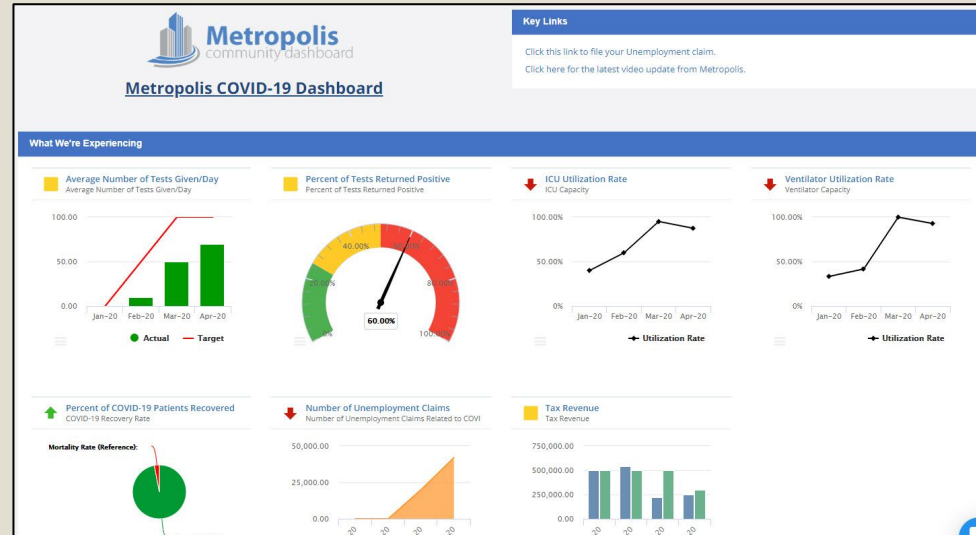 Metropolis
community dashboard
Metropolis COVID-19 Dashboard
Key Links
Click this link to file your Unemployment claim.
Click here for the latest video update from Metropolis.
What We're Experiencing
Average Number of Tests Given/Day
Average Number of Tests Given/Day
100.00
50.00
0.00
Jan-20 Feb-20 Mar-20 Apr-20
Actual Target
Percent of Tests Returned Positive
Percent of Tests Returned Positive
40.00%
20.00%
60.00%
100.00%
ICU Utilization Rate
ICU Capacity
100.00%
50.00%
0%
Jan-20 Feb-20 Mar-20 Apr-20
Utilization Rate
Ventilator Utilization Rate
Ventilator Capacity
100.00%
50.00%
0%
Jan-20 Feb-20 Mar-20 Apr-20
Utilization Rate
Percent of COVID-19 Patients Recovered
COVID-19 Recovery Rate
Mortality Rate (Reference):
Number of Unemployment Claims
Number of Unemployment Claims Related to COVI
50,000.00
25,000.00
0.00
20 20 20 20
Tax Revenue
Tax Revenue
750,000.00
500,000.00
250,000.00
0.00
20 20 20 20